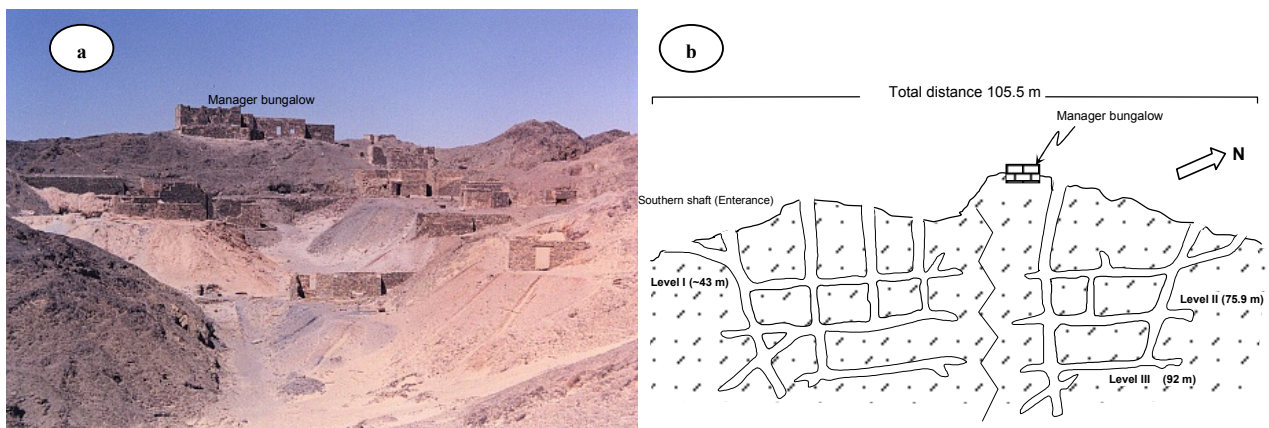 a
Manager bungalow
b
Total distance 105.5 m
Manager bungalow
N
Southern shaft (Enterance)
Level I (~43 m)
Level II (75.9 m)
Level III (92 m)